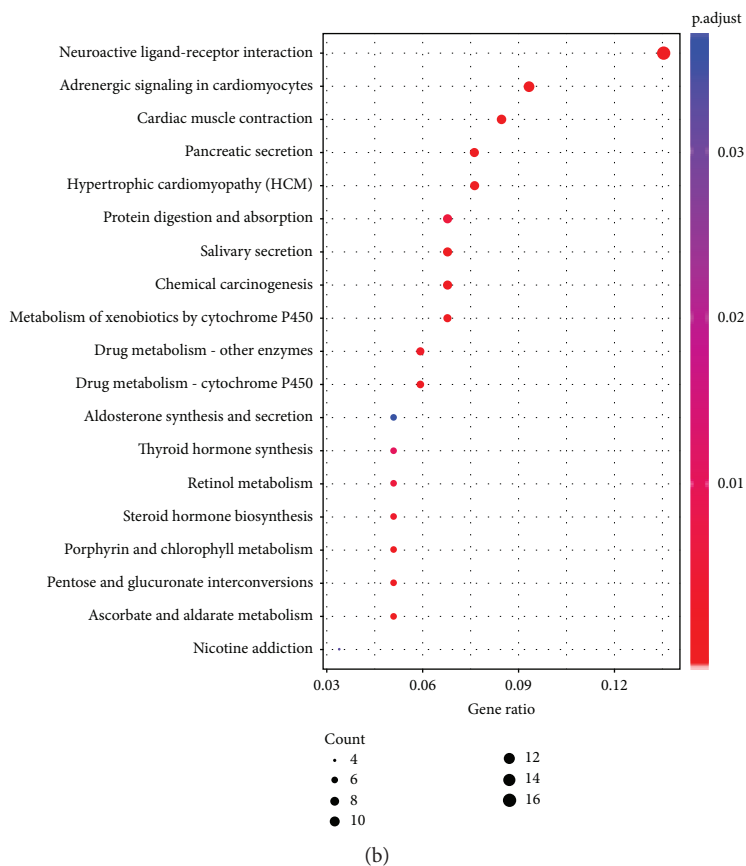 p.adjust
Neuroactive ligand-receptor interaction
Adrenergic signaling in cardiomyocytes
Cardiac muscle contraction
Pancreatic secretion
Hypertrophic cardiomyopathy (HCM)
Protein digestion and absorption
Salivary secretion
Chemical carcinogenesis
Metabolism of xenobiotics by cytochrome P450
Drug metabolism - other enzymes
Drug metabolism - cytochrome P450
Aldosterone synthesis and secretion
Thyroid hormone synthesis
Retinol metabolism
Steroid hormone biosynthesis
Porphyrin and chlorophyll metabolism
Pentose and glucuronate interconversions
Ascorbate and aldarate metabolism
Nicotine addiction
0.03
0.02
0.01
0.03 0.06 0.09 0.12
Gene ratio
Count
4
6
8
10
12
14
16
(b)